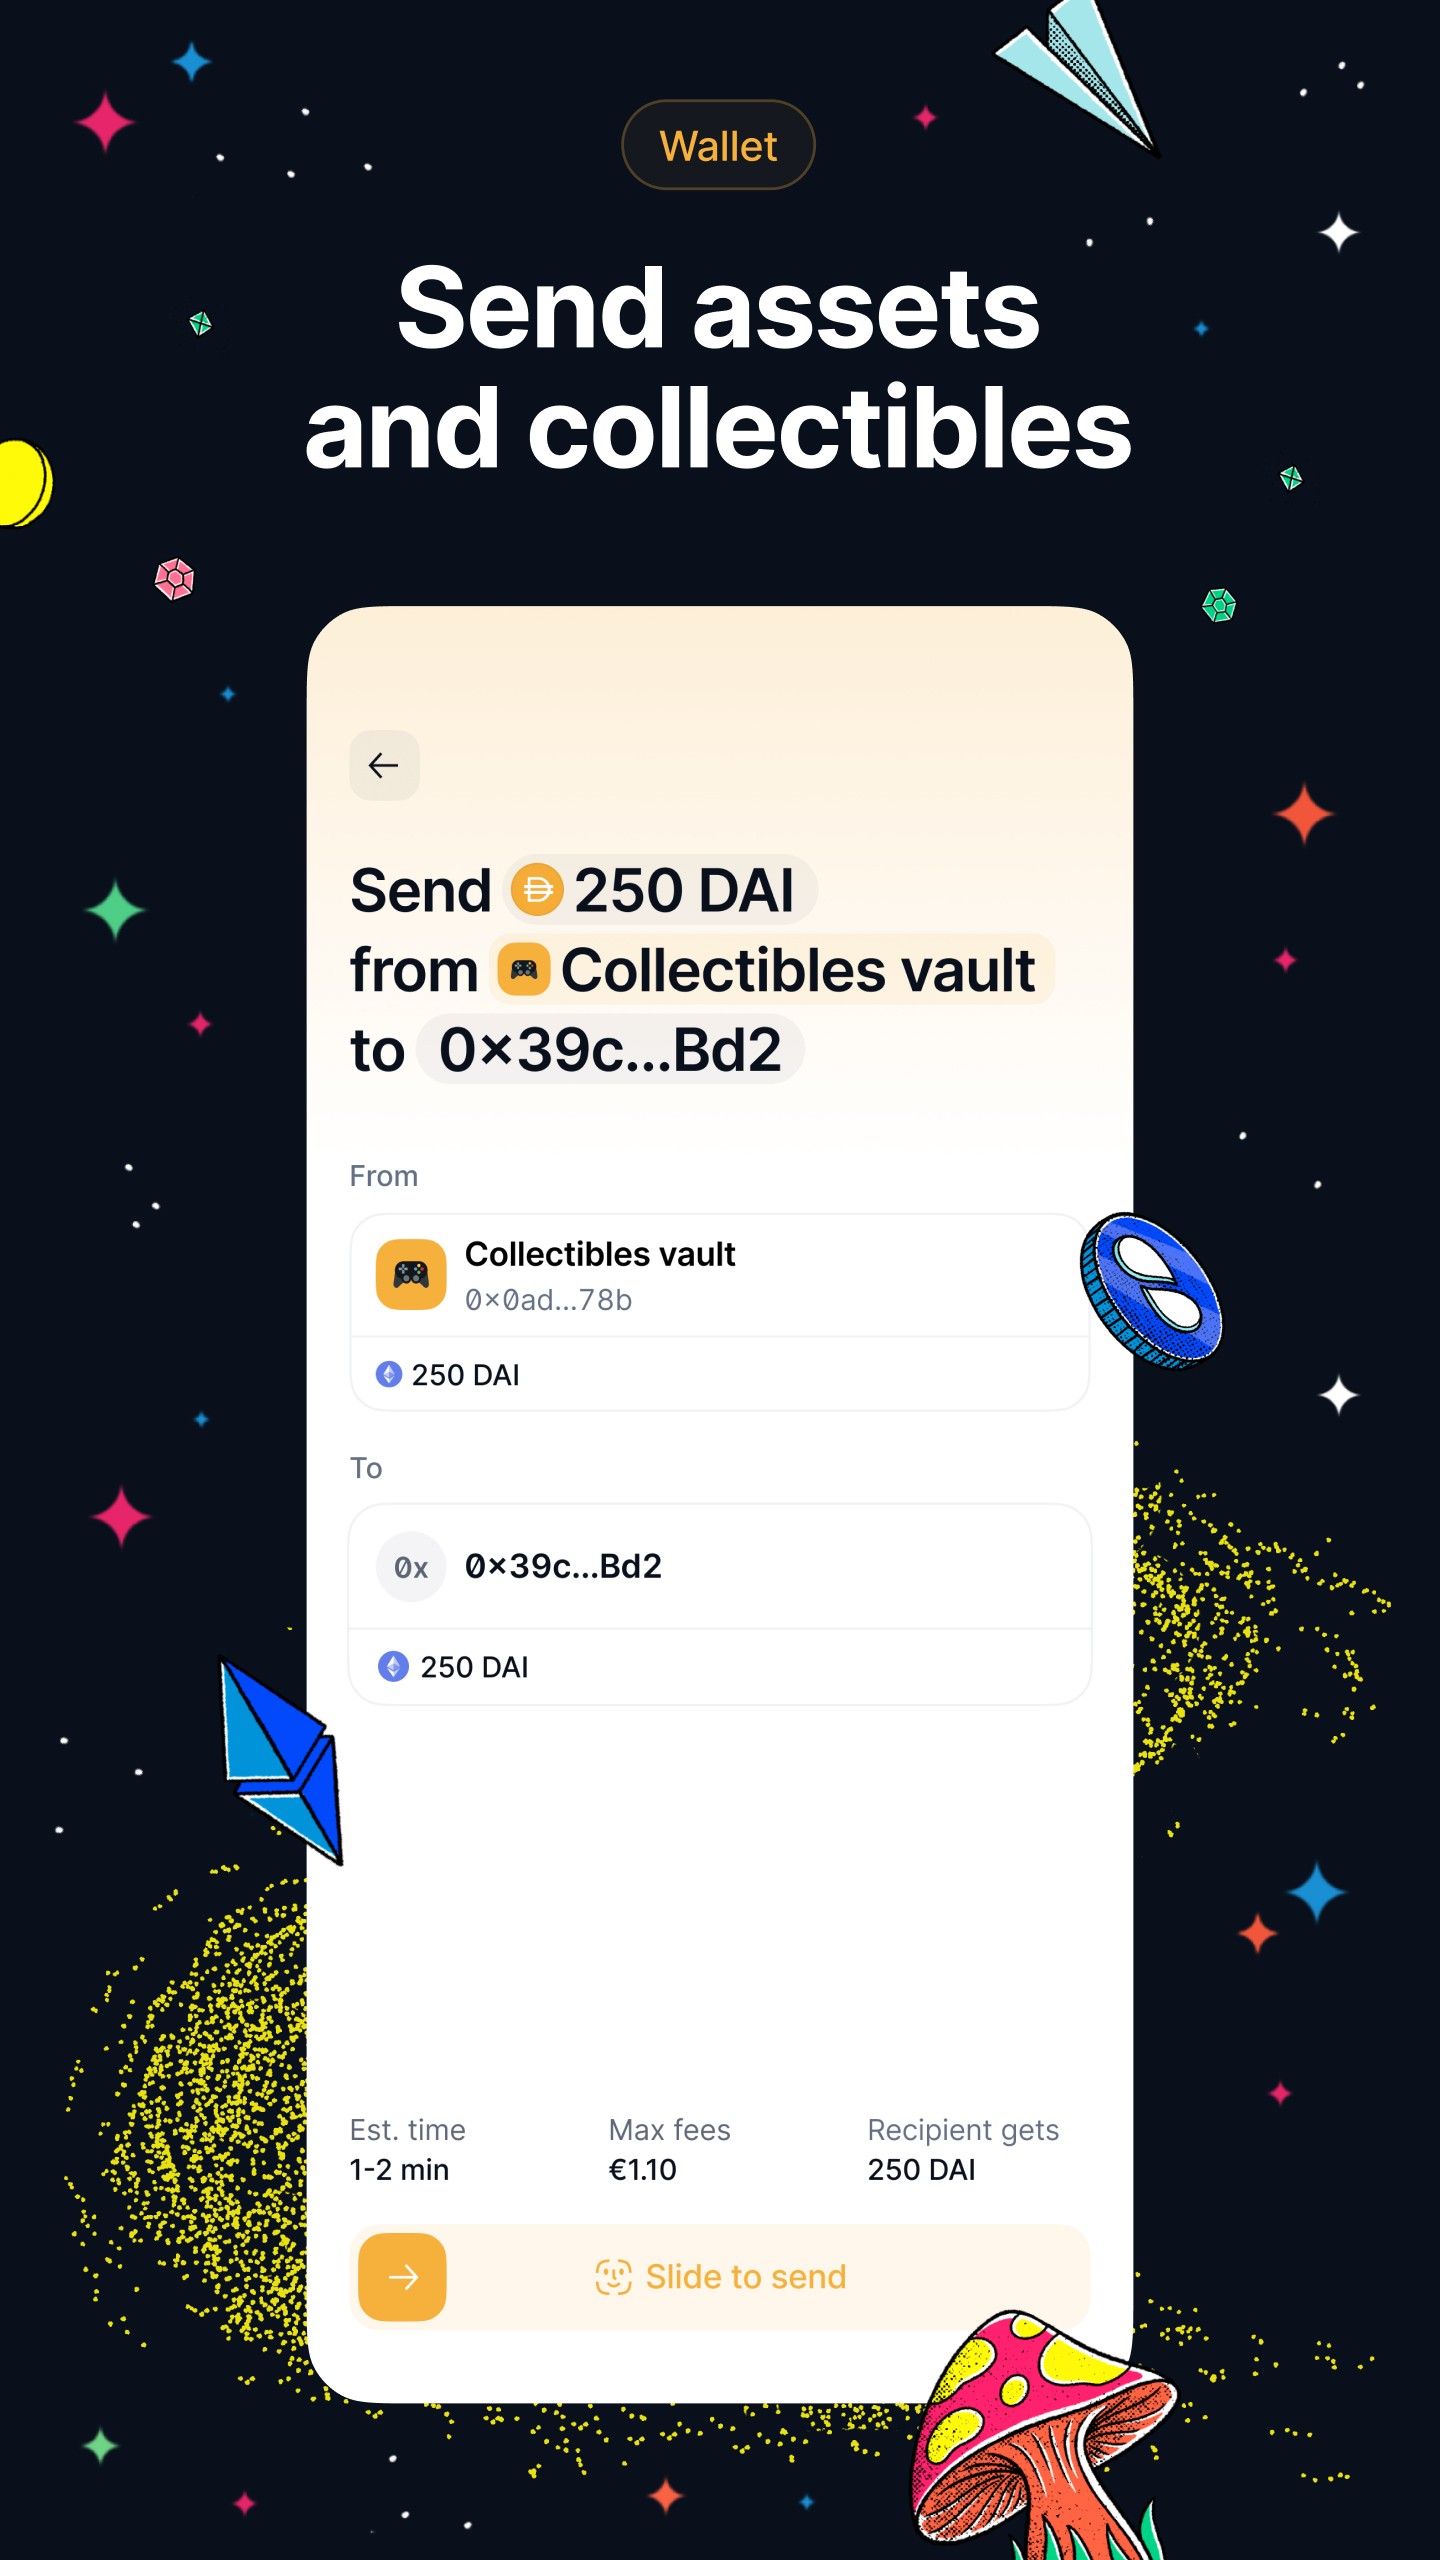 Wallet
Send assets
and collectibles
Send 250 DAI
from Collectibles vault
to 0×39c...Bd2
From
Collectibles vault
0×0ad...78b
250 DAI
To
0x 0×39c...Bd2
250 DAI
Est. time Max fees Recipient gets
1-2 min €1.10 250 DAI
Slide to send